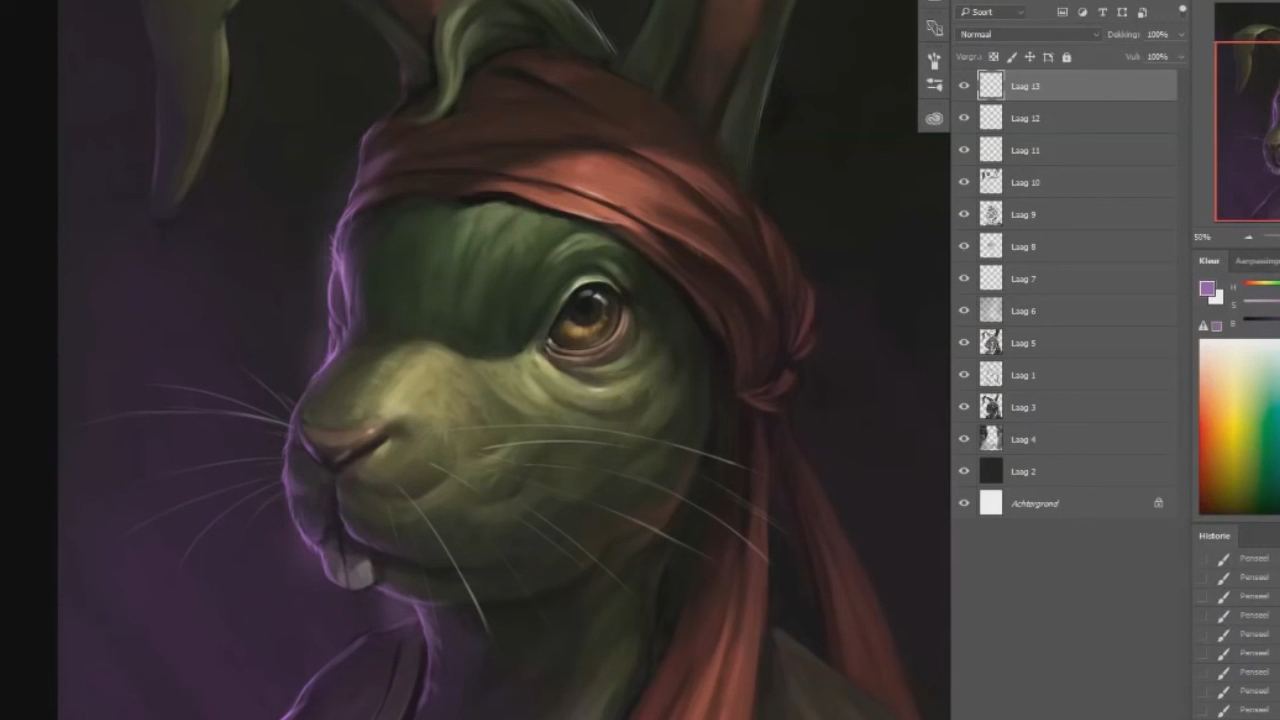 Soort
Normaal
Dekking: 100%
Vul: 100%
Laag 13
Laag 12
Laag 11
Laag 10
Laag 9
Laag 8
Laag 7
Laag 6
Laag 5
Laag 1
Laag 3
Laag 4
Laag 2
Achtergrond
50%
Kleur Aanpassingen
H
S
B
Historie
Penseel
Penseel
Penseel
Penseel
Penseel
Penseel
Penseel
Penseel
Penseel